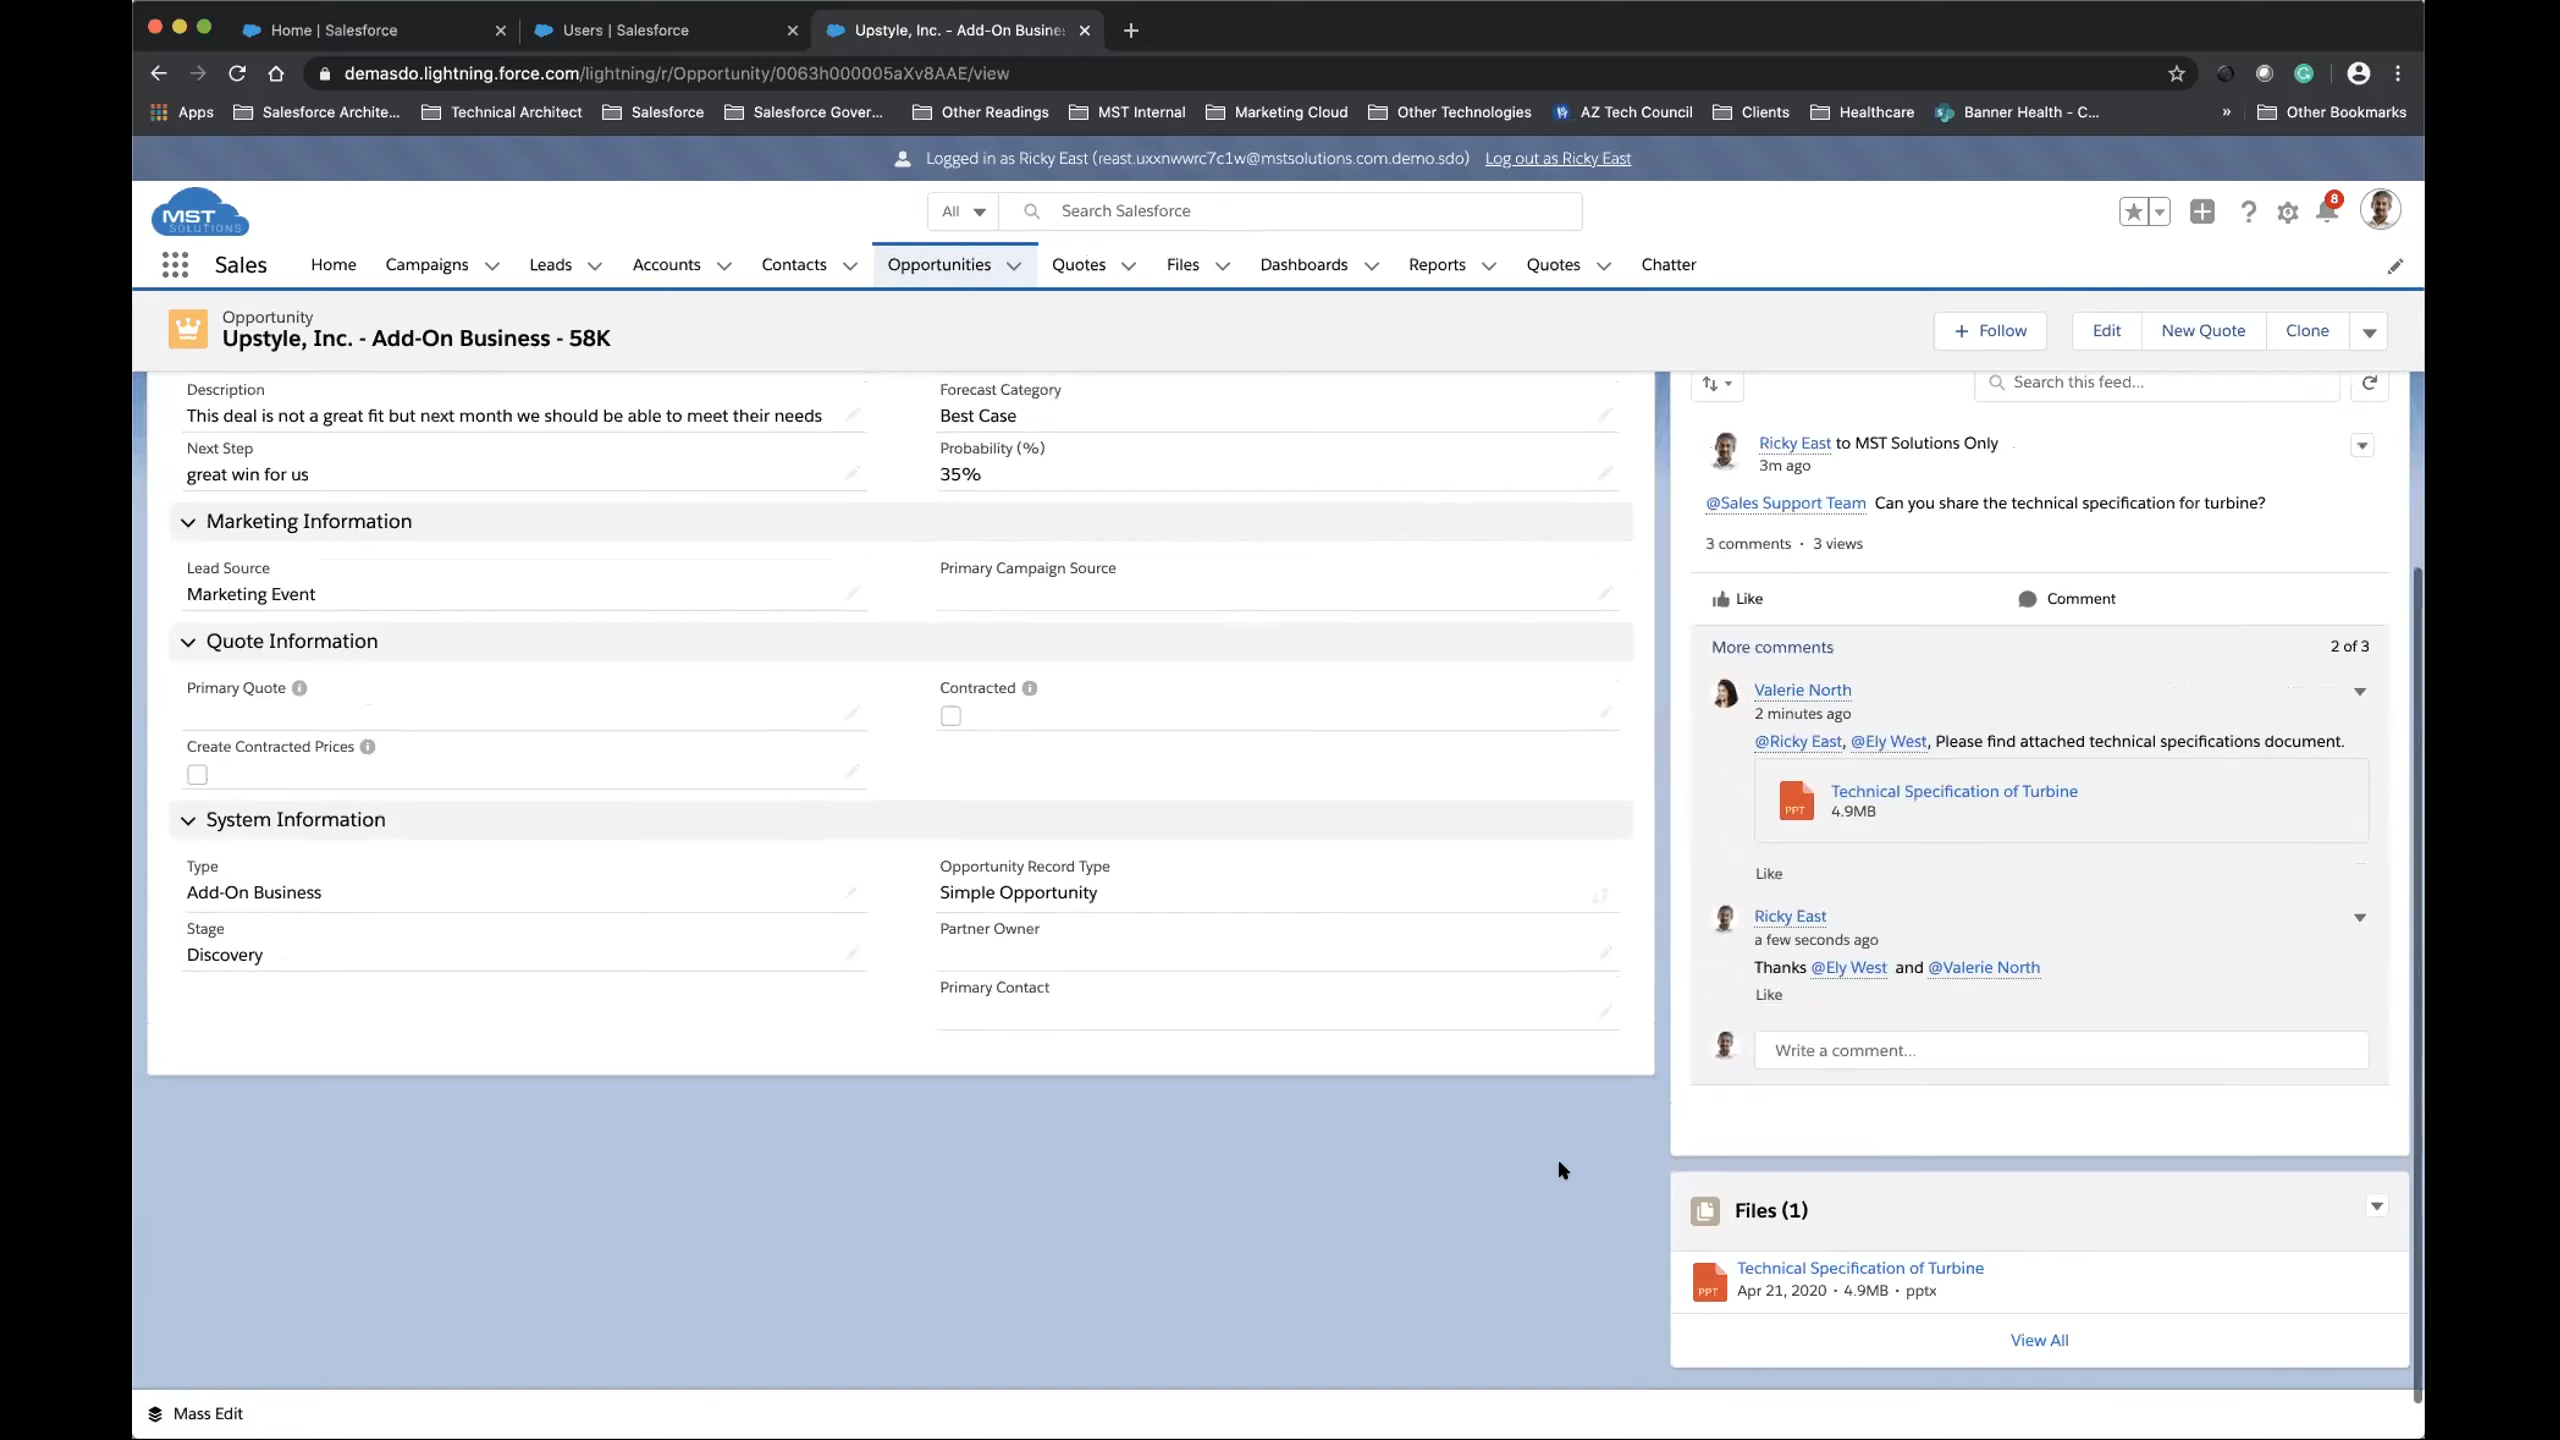 Home | Salesforce
Users | Salesforce
Upstyle, Inc. - Add-On Busine
demasdo.lightning.force.com/lightning/r/Opportunity/0063h000005aXv8AAE/view
Apps
Salesforce Archite...
Technical Architect
Salesforce
Salesforce Gover...
Other Readings
MST Internal
Marketing Cloud
Other Technologies
AZ Tech Council
Clients
Healthcare
Banner Health - C...
»
Other Bookmarks
Logged in as Ricky East (reast.uxxnwwrc7c1w@mstsolutions.com.demo.sdo) Log out as Ricky East
MST
SOLUTIONS
All
Search Salesforce
8
Sales
Home
Campaigns
Leads
Accounts
Contacts
Opportunities
Quotes
Files
Dashboards
Reports
Quotes
Chatter
Opportunity
Upstyle, Inc. - Add-On Business - 58K
+ Follow
Edit
New Quote
Clone
Description
This deal is not a great fit but next month we should be able to meet their needs
Forecast Category
Best Case
Next Step
great win for us
Probability (%)
35%
Marketing Information
Lead Source
Marketing Event
Primary Campaign Source
Quote Information
Primary Quote
Contracted
Create Contracted Prices
System Information
Type
Add-On Business
Opportunity Record Type
Simple Opportunity
Stage
Discovery
Partner Owner
Primary Contact
Search this feed...
Ricky East to MST Solutions Only
3m ago
@Sales Support Team Can you share the technical specification for turbine?
3 comments · 3 views
Like
Comment
More comments
2 of 3
Valerie North
2 minutes ago
@Ricky East, @Ely West, Please find attached technical specifications document.
PPT
Technical Specification of Turbine
4.9MB
Like
Ricky East
a few seconds ago
Thanks @Ely West and @Valerie North
Like
Write a comment...
Files (1)
PPT
Technical Specification of Turbine
Apr 21, 2020 · 4.9MB · pptx
View All
Mass Edit